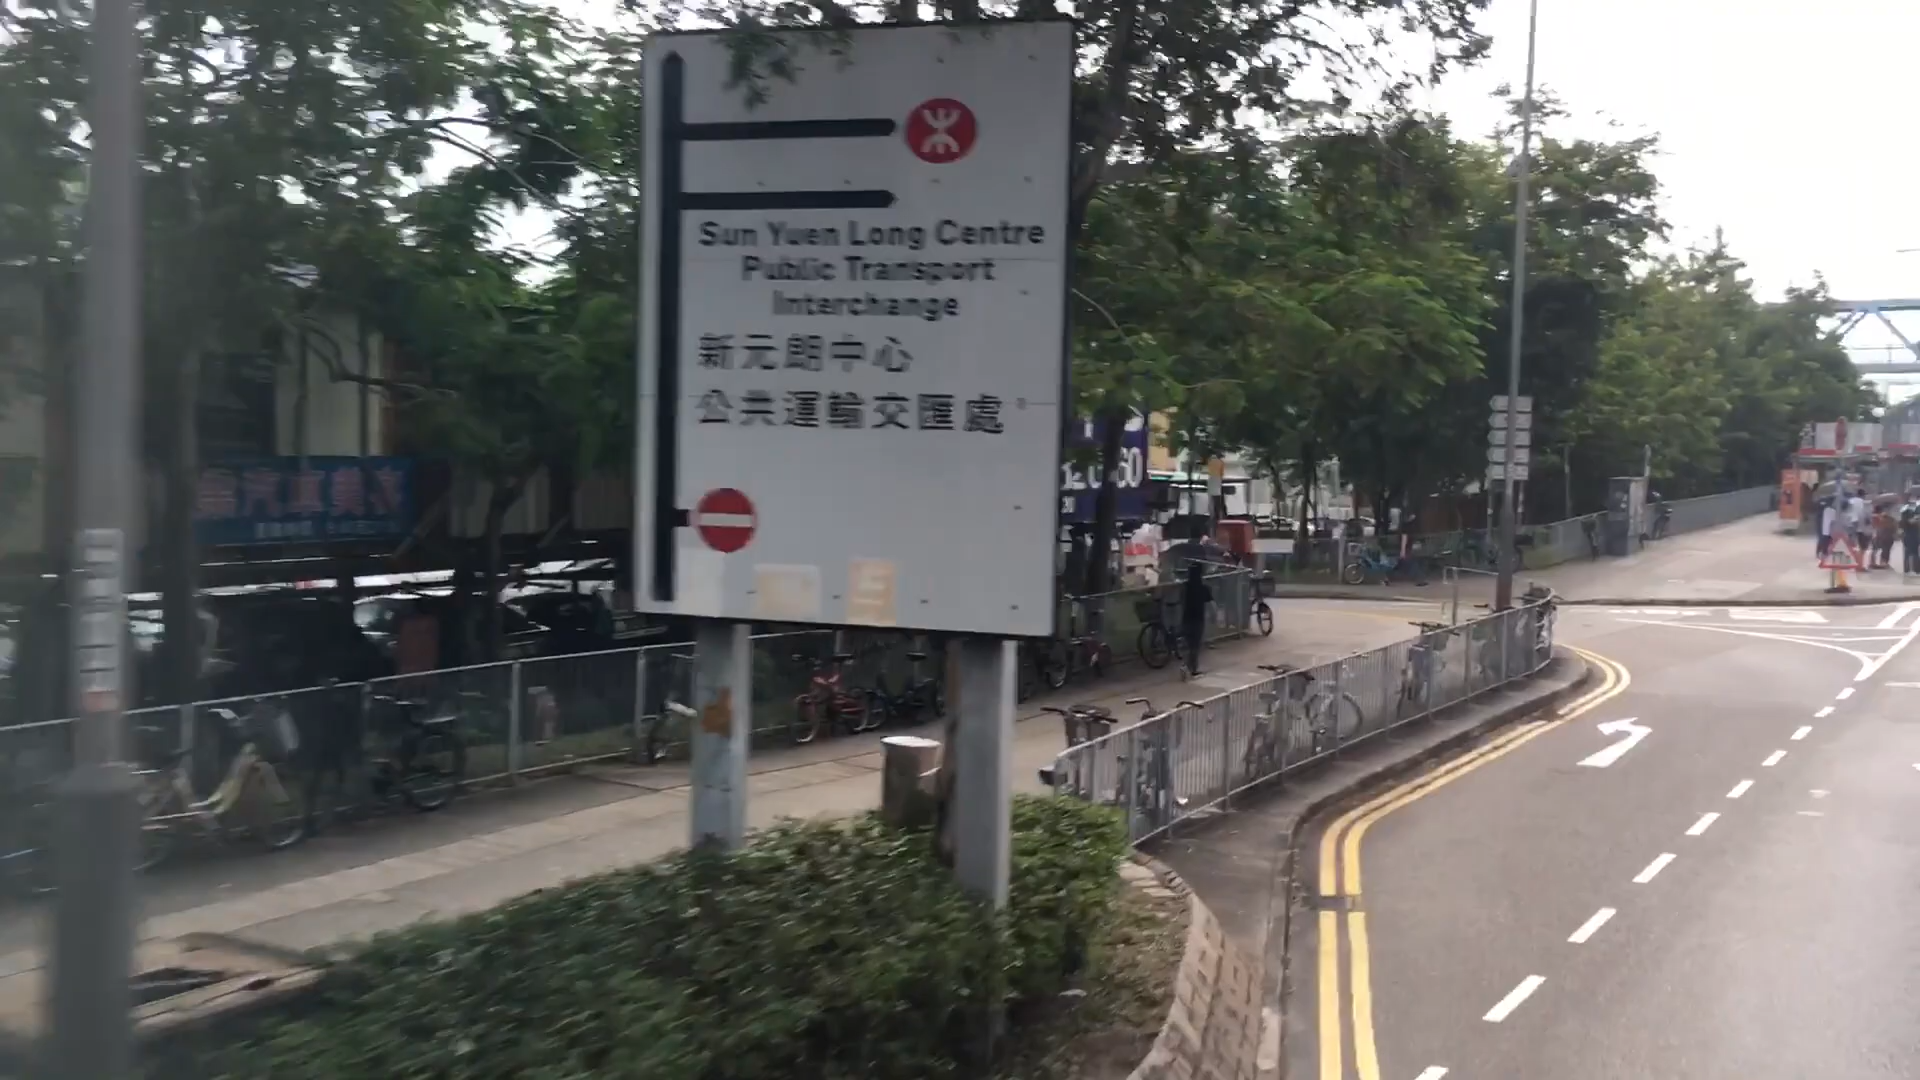 Sun Yuen Long Centre
Public Transport
Interchange
新元朗中心
公共運輸交匯處